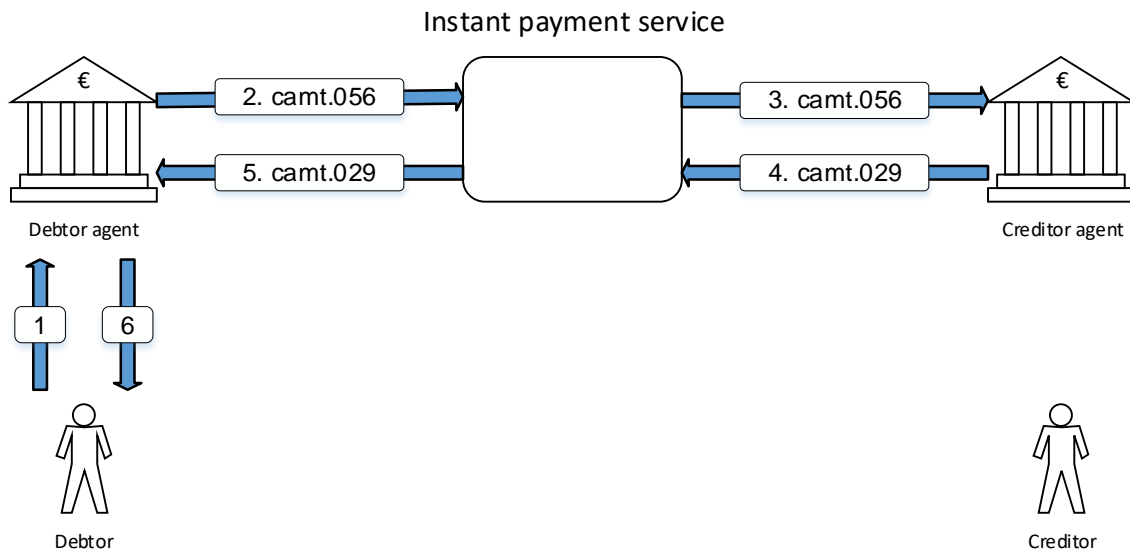 Instant payment service
€
2. camt.056
3. camt.056
€
5. camt.029
4. camt.029
Debtor agent
Creditor agent
1
6
Debtor
Creditor